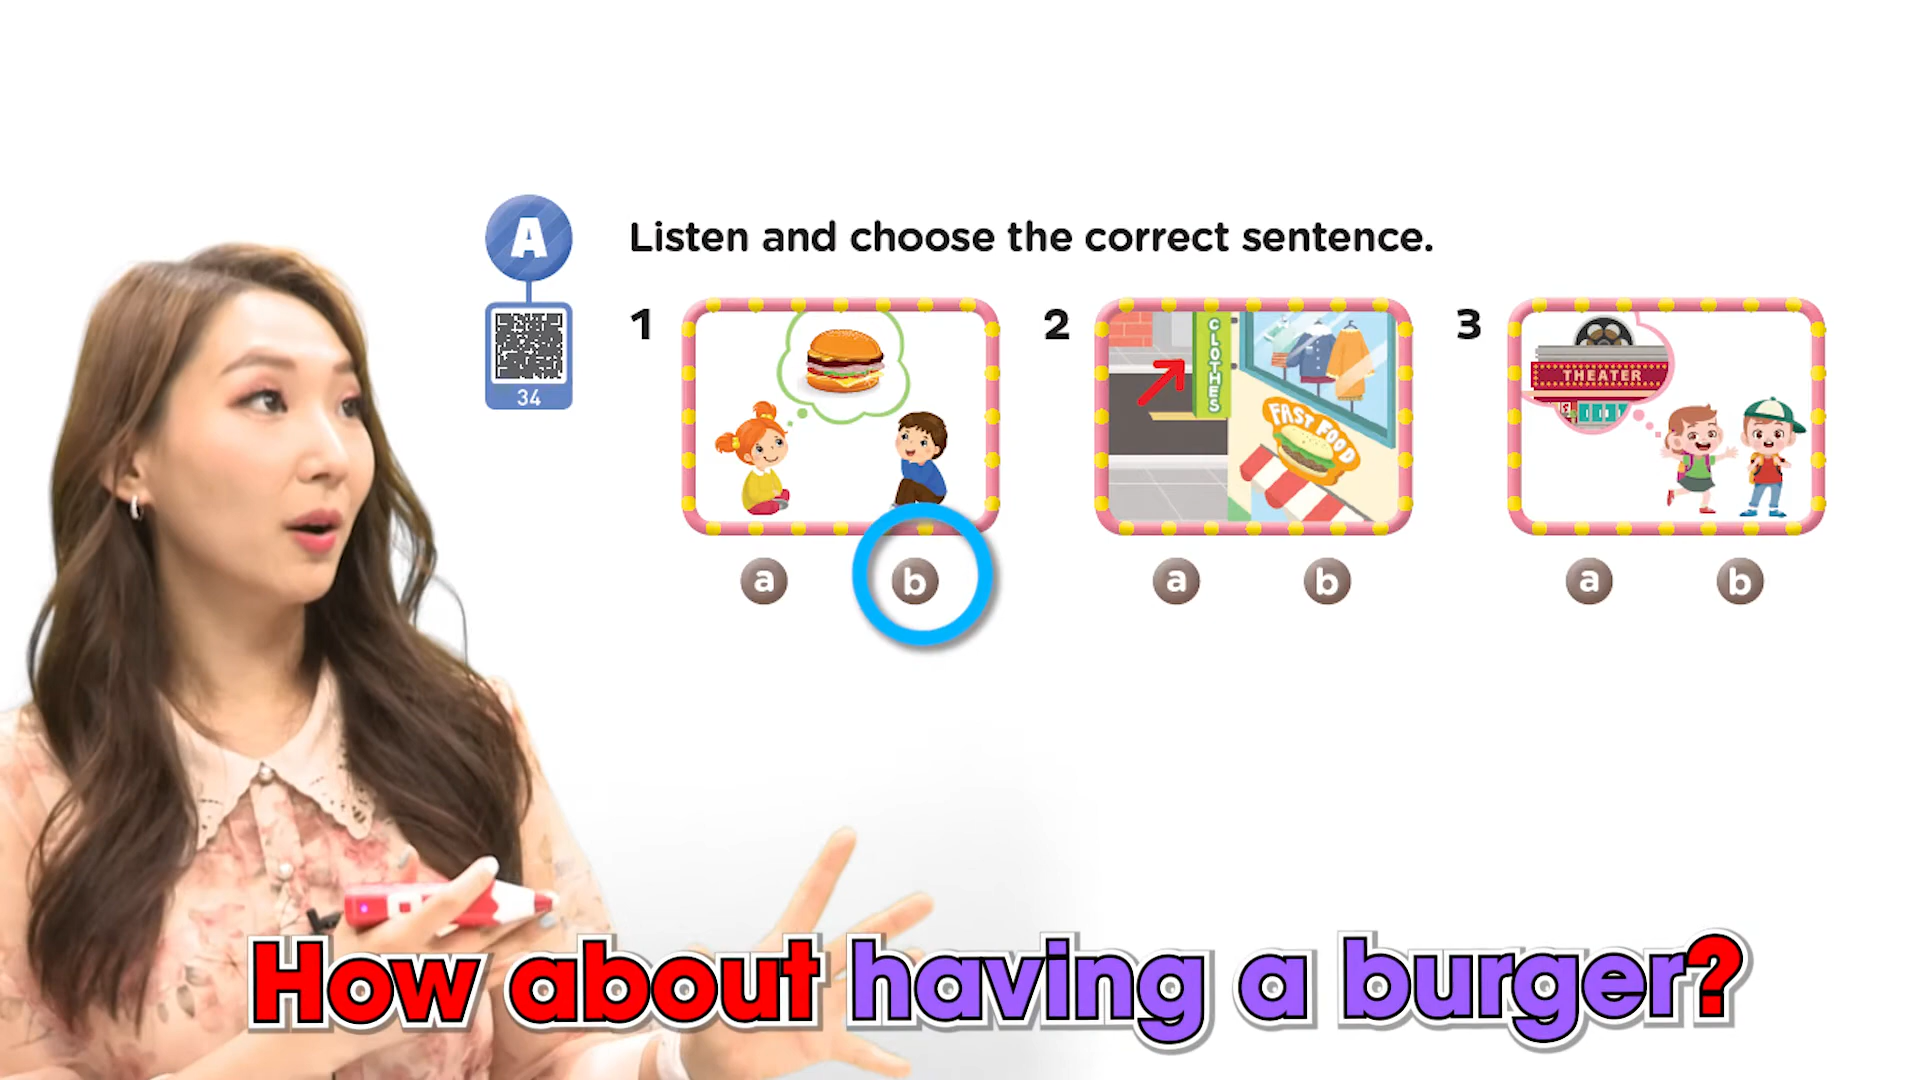 A
Listen and choose the correct sentence.
34
1
2
CLOTHES
FAST FOOD
3
THEATER
a
b
a
b
a
b
How about having a burger?